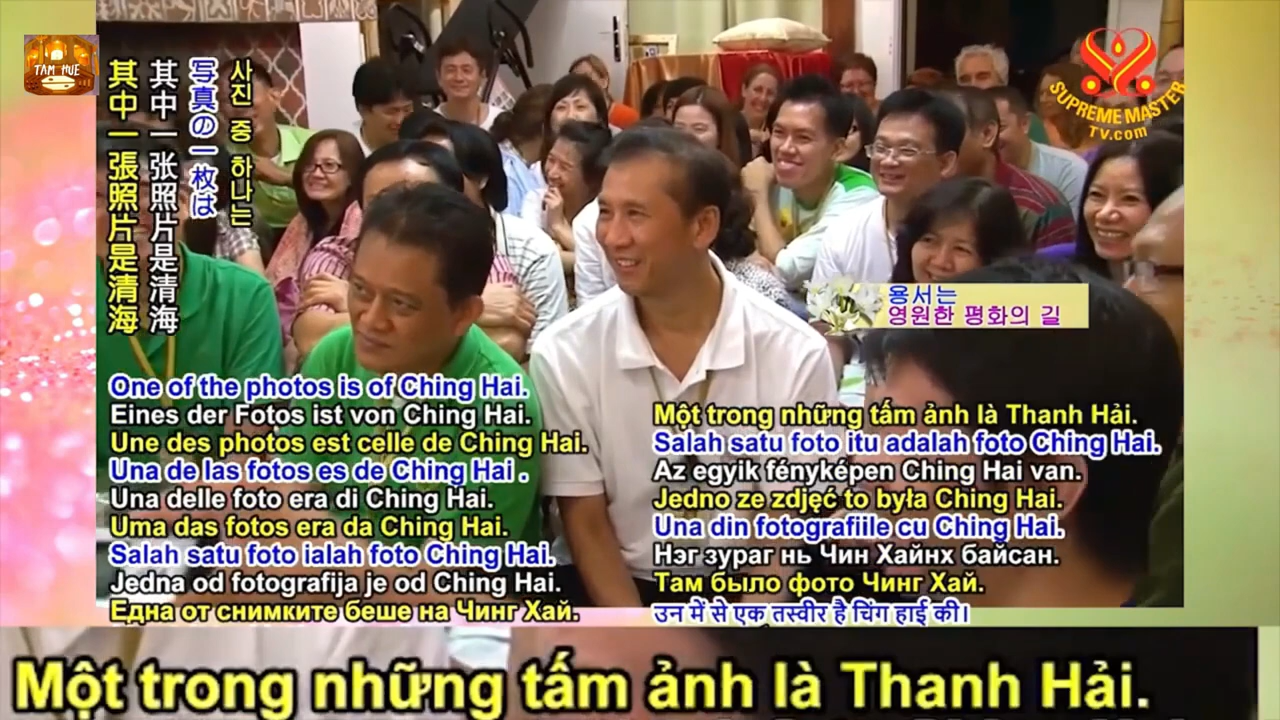 TAM HUE
SUPREME MASTER
TV.com
사진 중 하나는
写真の一枚は
其中一张照片是清海
其中一張照片是清海
용서는
영원한 평화의 길
One of the photos is of Ching Hai.
Eines der Fotos ist von Ching Hai.
Une des photos est celle de Ching Hai.
Una de las fotos es de Ching Hai .
Una delle foto era di Ching Hai.
Uma das fotos era da Ching Hai.
Salah satu foto ialah foto Ching Hai.
Jedna od fotografija je od Ching Hai.
Една от снимките беше на Чинг Хай.
Một trong những tấm ảnh là Thanh Hải.
Salah satu foto itu adalah foto Ching Hai.
Az egyik fényképen Ching Hai van.
Jedno ze zdjęć to była Ching Hai.
Una din fotografiile cu Ching Hai.
Нэг зураг нь Чин Хайнх байсан.
Там было фото Чинг Хай.
उन में से एक तस्वीर है चिंग हाई की।
Một trong những tấm ảnh là Thanh Hải.